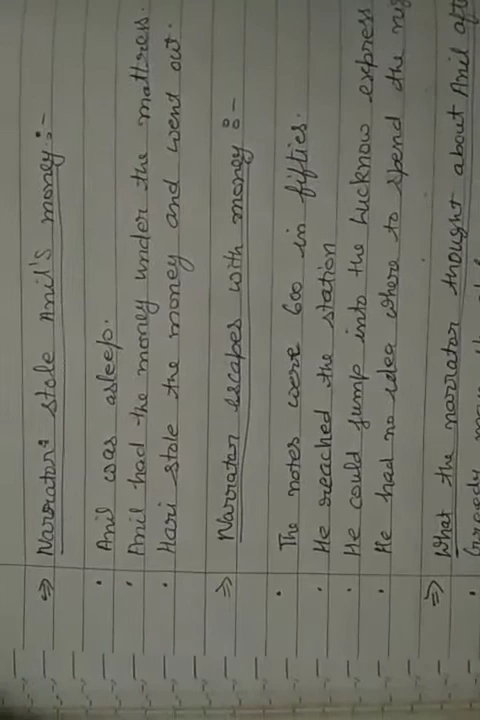 ⇒ Narrator stole Anil's money:-
• Anil was asleep.
• Anil had the money under the mattress.
• Hari stole the money and went out.
⇒ Narrator escapes with money :-
• The notes were 600 in fifties.
• He reached the station
• He could jump into the Lucknow express
• He had no idea where to spend the
⇒ What the narrator thought about Anil